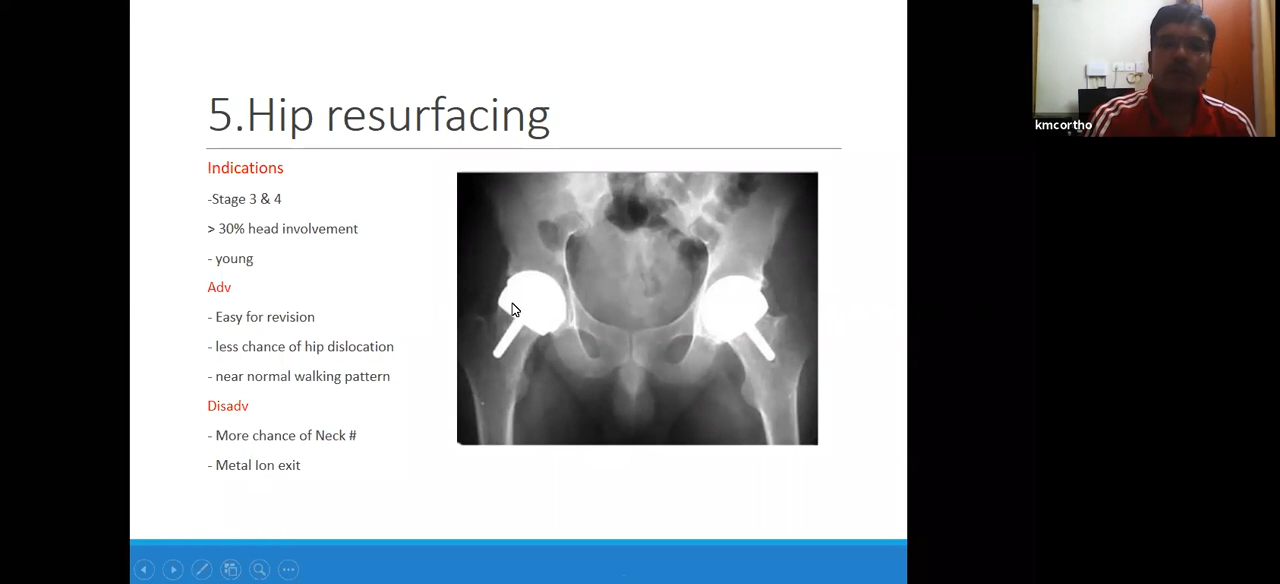 5.Hip resurfacing
Indications
-Stage 3 & 4
> 30% head involvement
- young
Adv
- Easy for revision
- less chance of hip dislocation
- near normal walking pattern
Disadv
- More chance of Neck #
- Metal Ion exit
kmcortho